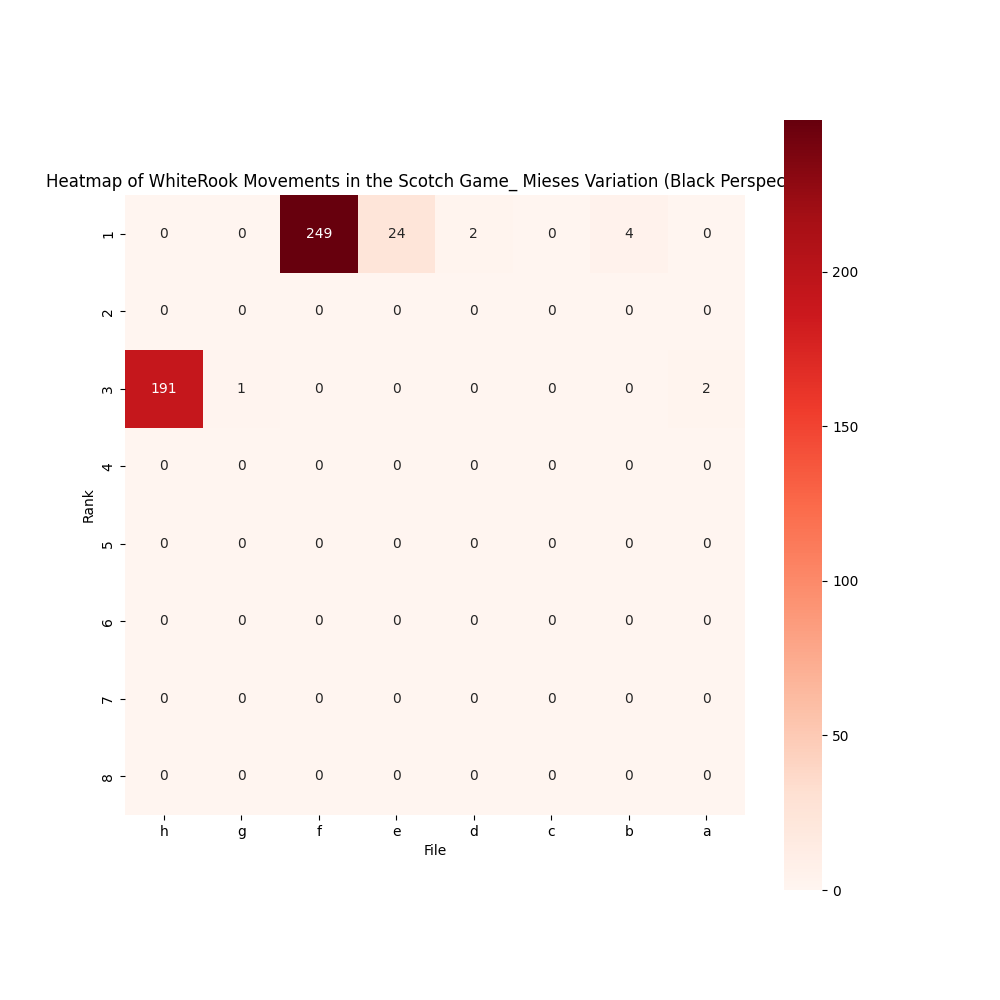 Heatmap of WhiteRook Movements in the Scotch Game_ Mieses Variation (Black Perspec
1 0 0 249 24 2 0 4 0
2 0 0 0 0 0 0 0 0
3 191 1 0 0 0 0 0 2
4 0 0 0 0 0 0 0 0
5 0 0 0 0 0 0 0 0
6 0 0 0 0 0 0 0 0
7 0 0 0 0 0 0 0 0
8 0 0 0 0 0 0 0 0
Rank
h g f e d c b a
File
200
150
100
50
0